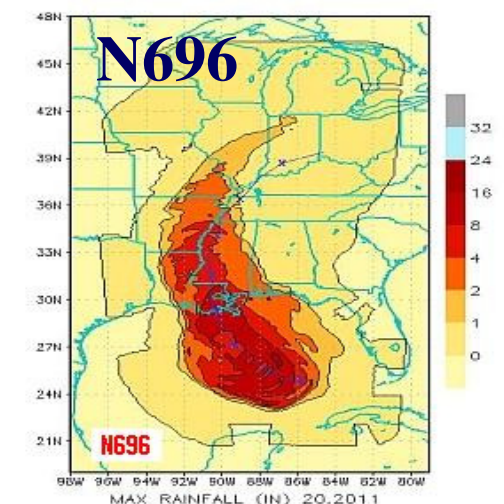 48N
N696
45N
42N
39N
36N
33N
30N
27N
24N
21N
32
24
16
8
4
2
1
0
N696
98W 96W 94W 92W 90W 88W 86W 84W 82W 80W
MAX RAINFALL (IN) 20.2011